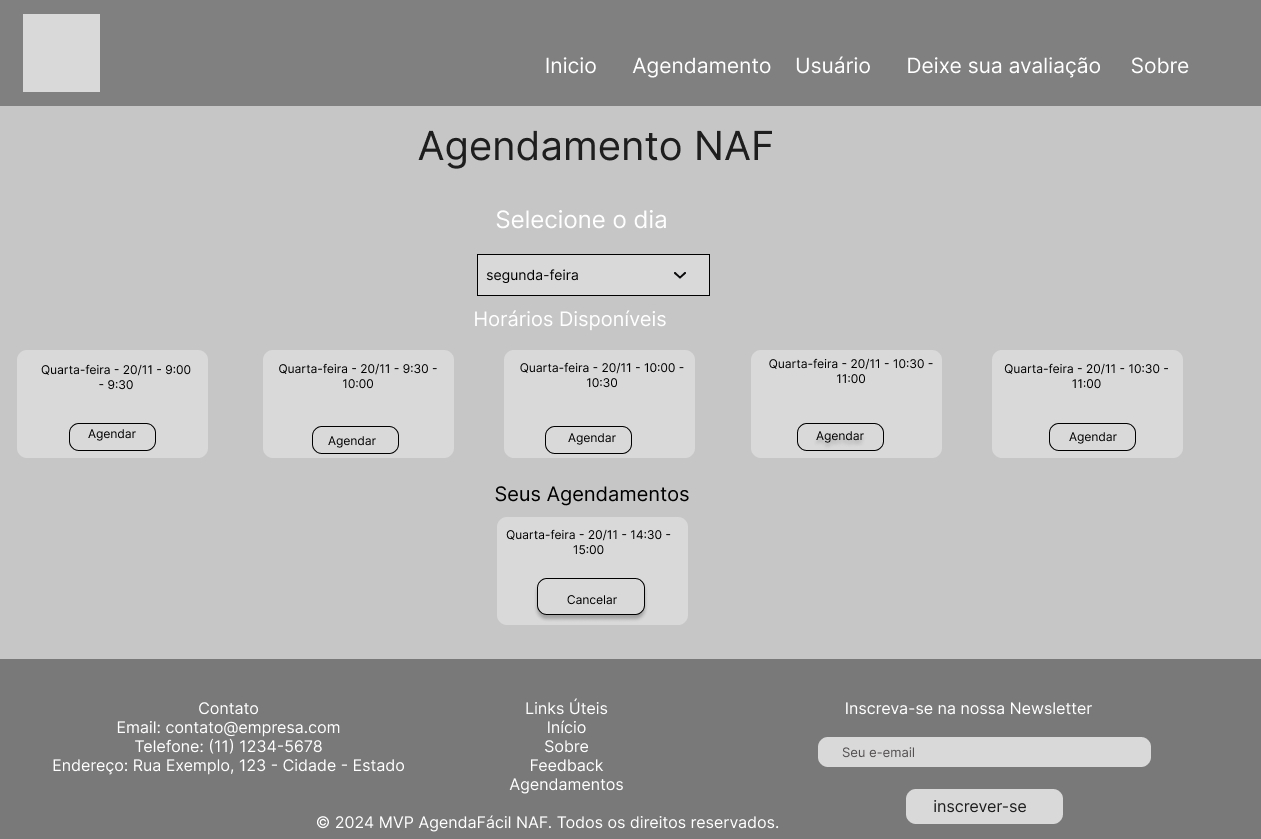 Inicio Agendamento Usuário Deixe sua avaliação Sobre
Agendamento NAF
Selecione o dia
segunda-feira
Horários Disponíveis
Quarta-feira - 20/11 - 9:00
- 9:30
Agendar
Quarta-feira - 20/11 - 9:30 -
10:00
Agendar
Quarta-feira - 20/11 - 10:00 -
10:30
Agendar
Quarta-feira - 20/11 - 10:30 -
11:00
Agendar
Quarta-feira - 20/11 - 10:30 -
11:00
Agendar
Seus Agendamentos
Quarta-feira - 20/11 - 14:30 -
15:00
Cancelar
Contato
Email: contato@empresa.com
Telefone: (11) 1234-5678
Endereço: Rua Exemplo, 123 - Cidade - Estado
Links Úteis
Início
Sobre
Feedback
Agendamentos
Inscreva-se na nossa Newsletter
Seu e-email
inscrever-se
© 2024 MVP AgendaFácil NAF. Todos os direitos reservados.